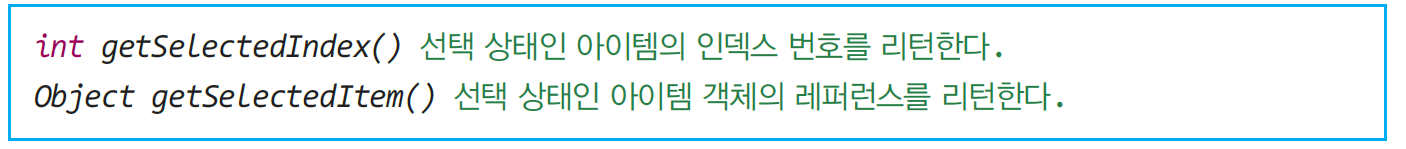 int getSelectedIndex() 선택 상태인 아이템의 인덱스 번호를 리턴한다.
Object getSelectedItem() 선택 상태인 아이템 객체의 레퍼런스를 리턴한다.